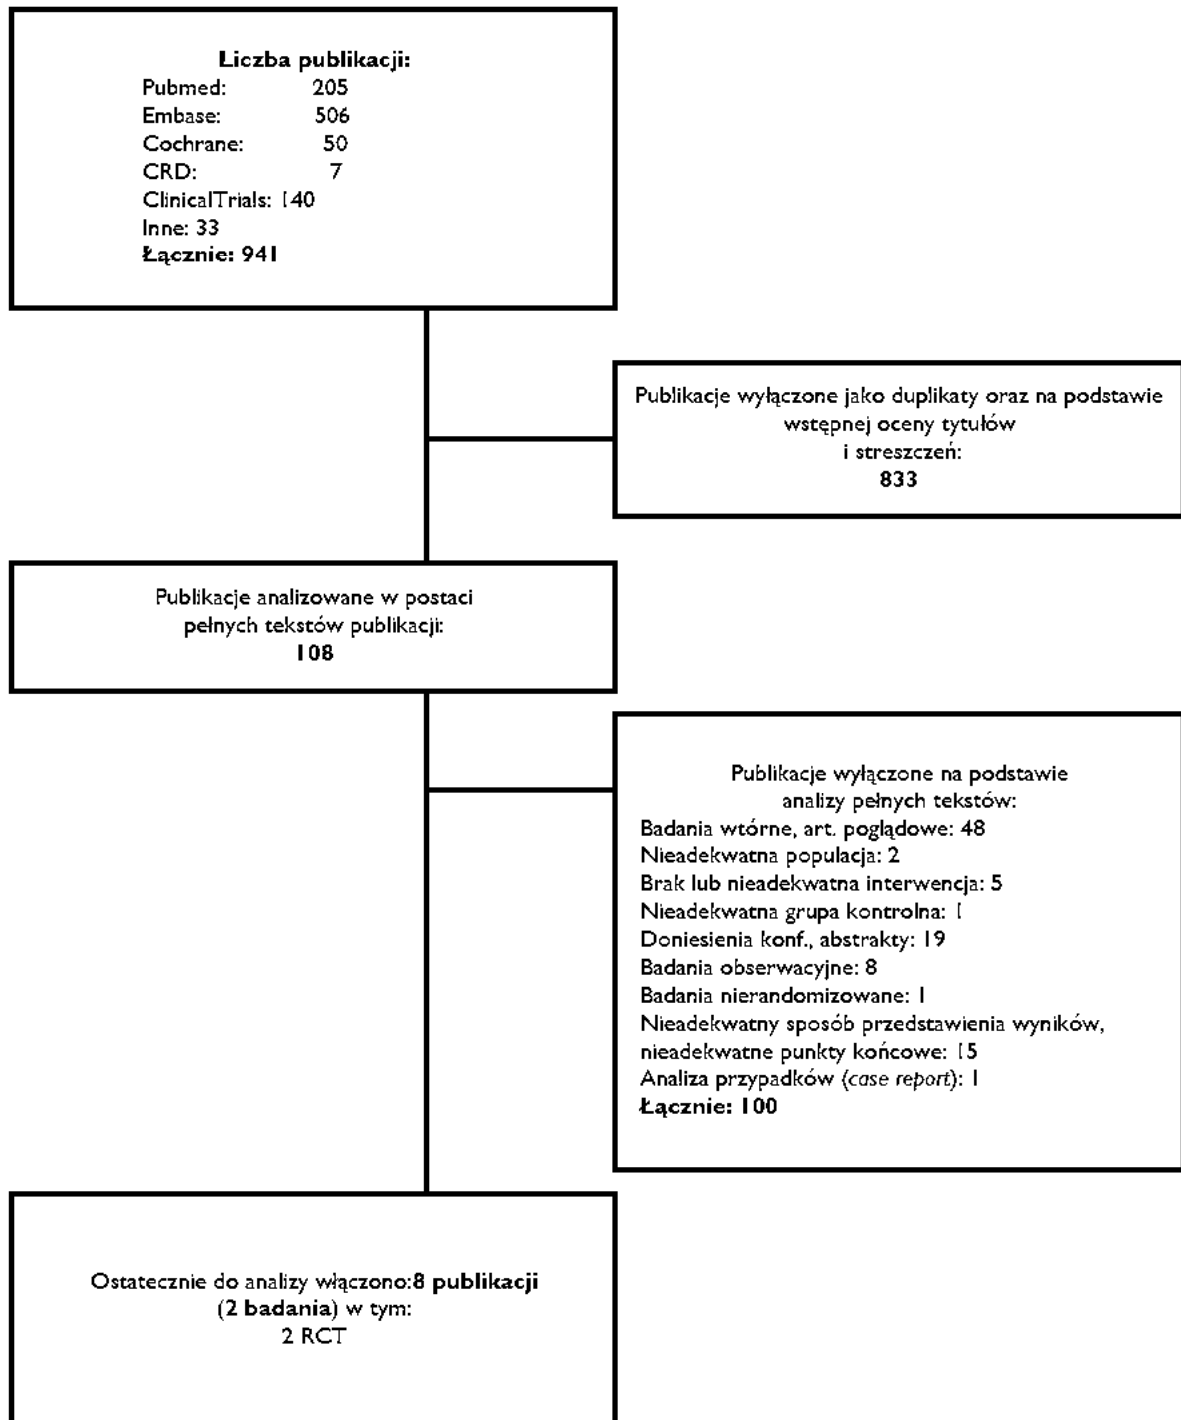 Liczba publikacji:
Pubmed: 205
Embase: 506
Cochrane: 50
CRD: 7
ClinicalTrials: 140
Inne: 33
Łącznie: 941
Publikacje wyłączone jako duplikaty oraz na podstawie
wstępnej oceny tytułów
i streszczeń:
833
Publikacje analizowane w postaci
pełnych tekstów publikacji:
108
Publikacje wyłączone na podstawie
analizy pełnych tekstów:
Badania wtórne, art. poglądowe: 48
Nieadekwatna populacja: 2
Brak lub nieadekwatna interwencja: 5
Nieadekwatna grupa kontrolna: 1
Doniesienia konf., abstrakty: 19
Badania obserwacyjne: 8
Badania nierandomizowane: 1
Nieadekwatny sposób przedstawienia wyników,
nieadekwatne punkty końcowe: 15
Analiza przypadków (case report): 1
Łącznie: 100
Ostatecznie do analizy włączono:8 publikacji
(2 badania) w tym:
2 RCT